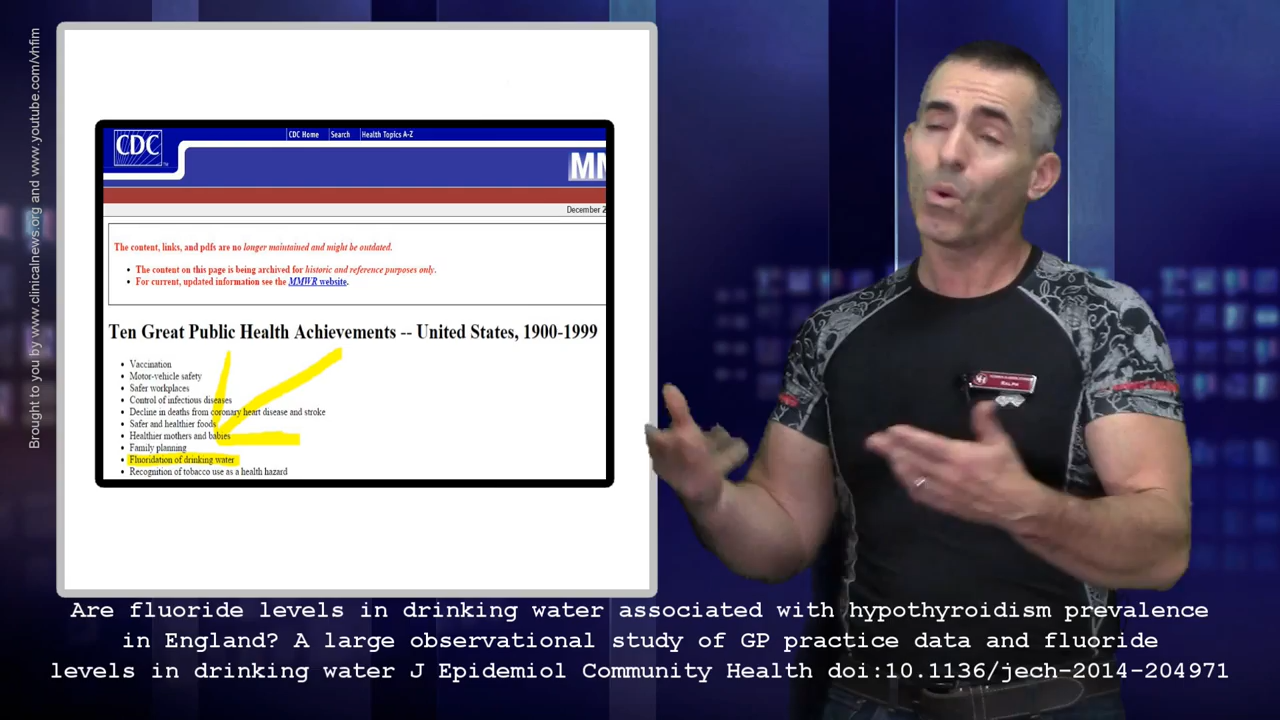 Brought to you by www.clinicalnews.org and www.youtube.com/vhfim
CDC
CDC Home Search Health Topics A-Z
MM
December 2
The content, links, and pdfs are no longer maintained and might be outdated.
• The content on this page is being archived for historic and reference purposes only.
• For current, updated information see the MMWR website.
Ten Great Public Health Achievements -- United States, 1900-1999
• Vaccination
• Motor-vehicle safety
• Safer workplaces
• Control of infectious diseases
• Decline in deaths from coronary heart disease and stroke
• Safer and healthier foods
• Healthier mothers and babies
• Family planning
• Fluoridation of drinking water
• Recognition of tobacco use as a health hazard
RALPH
Are fluoride levels in drinking water associated with hypothyroidism prevalence
in England? A large observational study of GP practice data and fluoride
levels in drinking water J Epidemiol Community Health doi:10.1136/jech-2014-204971